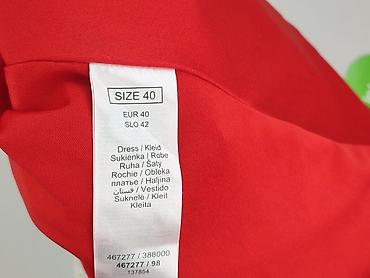 SIZE 40
EUR 40
SLO 42
Dress / Kleid
Sukienka / Robe
Ruha / Šaty
Rochie / Obleka
платье / Haljina
فستان / Vestido
Suknelė / Kleit
Kleita
467277 / 388000
467277 / 98
137854